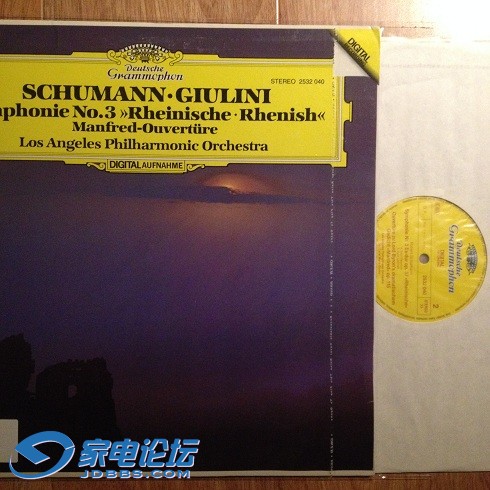 DIGITAL
Deutsche
Grammophon
STEREO 2532 040
SCHUMANN·GIULINI
phonie No.3 »Rheinische·Rhenish«
Manfred-Ouvertüre
Los Angeles Philharmonic Orchestra
DIGITAL AUFNAHME
Deutsche
Grammophon
2
家电论坛
JDBBS.COM